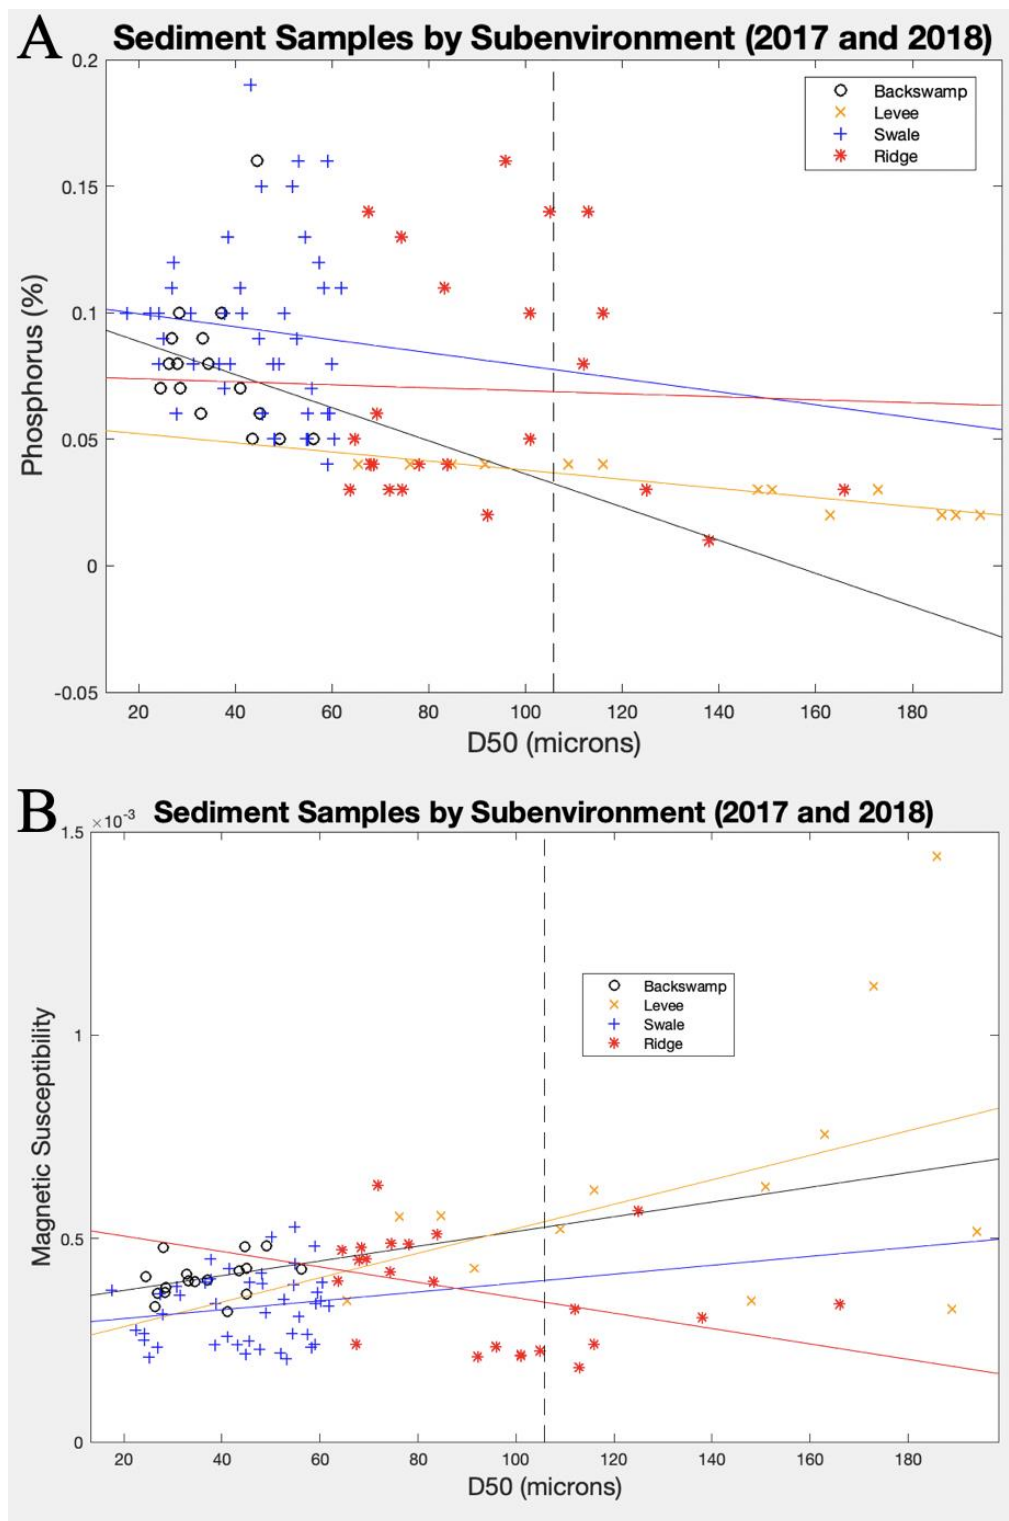 A
Sediment Samples by Subenvironment (2017 and 2018)
0.2
0.15
0.1
0.05
0
-0.05
Phosphorus (%)
Backswamp
Levee
Swale
Ridge
20 40 60 80 100 120 140 160 180
D50 (microns)
B
Sediment Samples by Subenvironment (2017 and 2018)
×10⁻³
1.5
1
0.5
0
Magnetic Susceptibility
Backswamp
Levee
Swale
Ridge
20 40 60 80 100 120 140 160 180
D50 (microns)